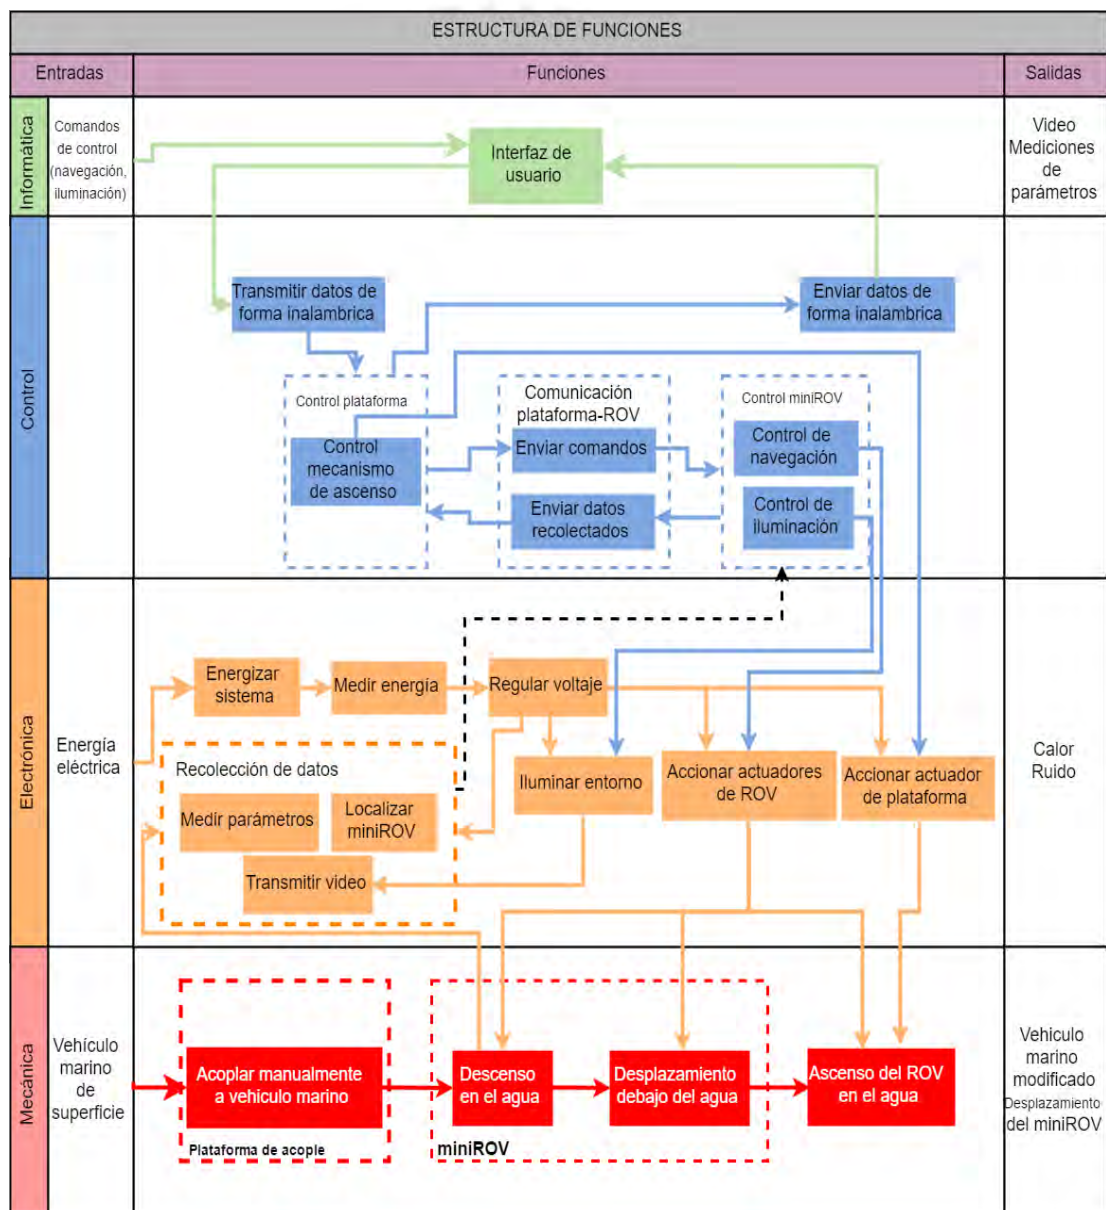 ESTRUCTURA DE FUNCIONES
Entradas
Funciones
Salidas
Informática
Comandos
de control
(navegación,
iluminación)
Interfaz de
usuario
Video
Mediciones
de
parámetros
Control
Transmitir datos de
forma inalambrica
Enviar datos de
forma inalambrica
Control plataforma
Control
mecanismo
de ascenso
Comunicación
plataforma-ROV
Enviar comandos
Enviar datos
recolectados
Control miniROV
Control de
navegación
Control de
iluminación
Electrónica
Energía
eléctrica
Energizar
sistema
Medir energía
Regular voltaje
Recolección de datos
Medir parámetros
Localizar
miniROV
Transmitir video
Iluminar entorno
Accionar actuadores
de ROV
Accionar actuador
de plataforma
Calor
Ruido
Mecánica
Vehículo
marino
de
superficie
Acoplar manualmente
a vehiculo marino
Plataforma de acople
Descenso
en el agua
Desplazamiento
debajo del agua
miniROV
Ascenso del ROV
en el agua
Vehiculo
marino
modificado
Desplazamiento
del miniROV